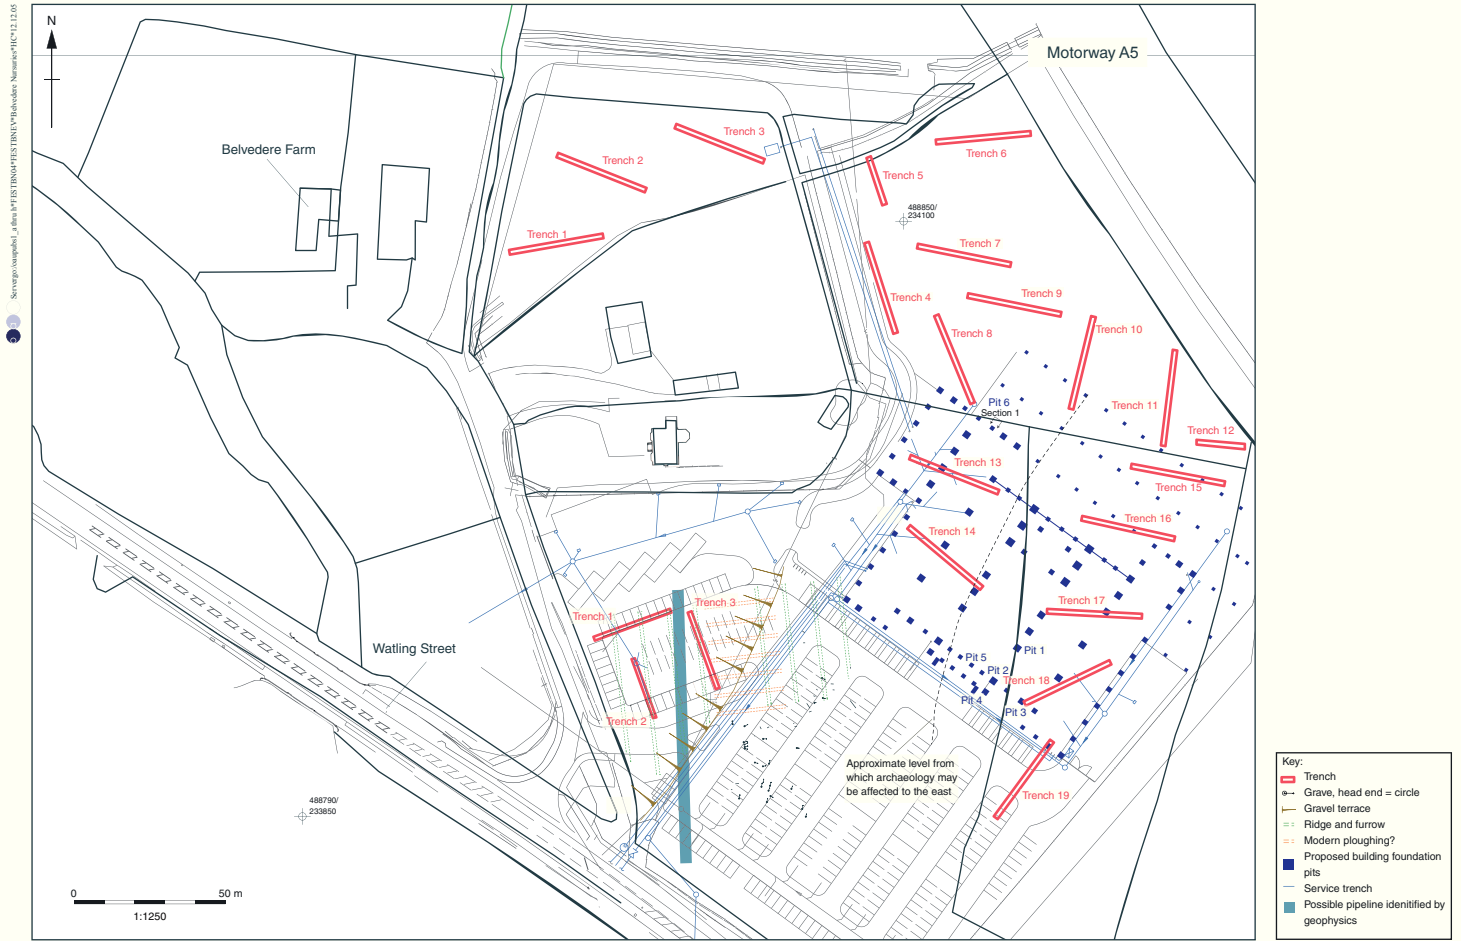 N
Motorway A5
Belvedere Farm
Trench 3
Trench 2
Trench 1
Trench 6
Trench 5
488850/
234100
Trench 7
Trench 4
Trench 9
Trench 8
Trench 10
Trench 11
Trench 12
Pit 6
Section 1
Trench 13
Trench 15
Trench 16
Trench 14
Trench 17
Trench 1
Trench 3
Trench 2
Watling Street
Pit 1
Pit 5
Pit 2
Trench 18
Pit 4
Pit 3
Approximate level from
which archaeology may
be affected to the east
Trench 19
488790/
233850
0
50 m
1:1250
Key:
Trench
Grave, head end = circle
Gravel terrace
Ridge and furrow
Modern ploughing?
Proposed building foundation
pits
Service trench
Possible pipeline idenitified by
geophysics